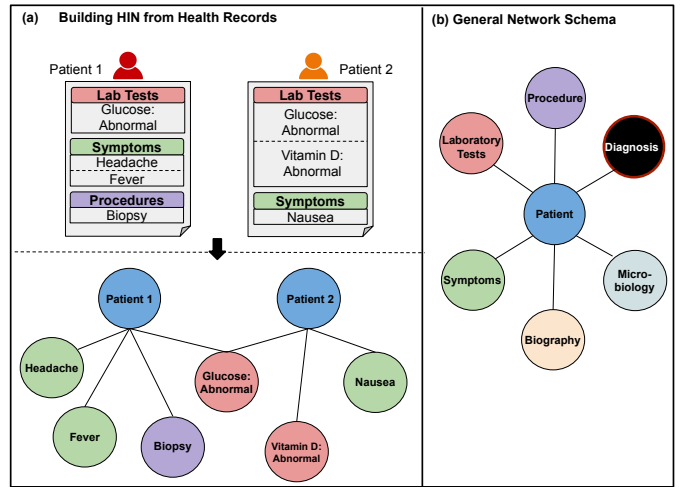 (a) Building HIN from Health Records
Patient 1
Lab Tests
Glucose:
Abnormal
Symptoms
Headache
Fever
Procedures
Biopsy
Patient 2
Lab Tests
Glucose:
Abnormal
Vitamin D:
Abnormal
Symptoms
Nausea
Patient 1
Patient 2
Headache
Glucose:
Abnormal
Nausea
Fever
Biopsy
Vitamin D:
Abnormal
(b) General Network Schema
Procedure
Laboratory
Tests
Diagnosis
Patient
Symptoms
Micro-
biology
Biography